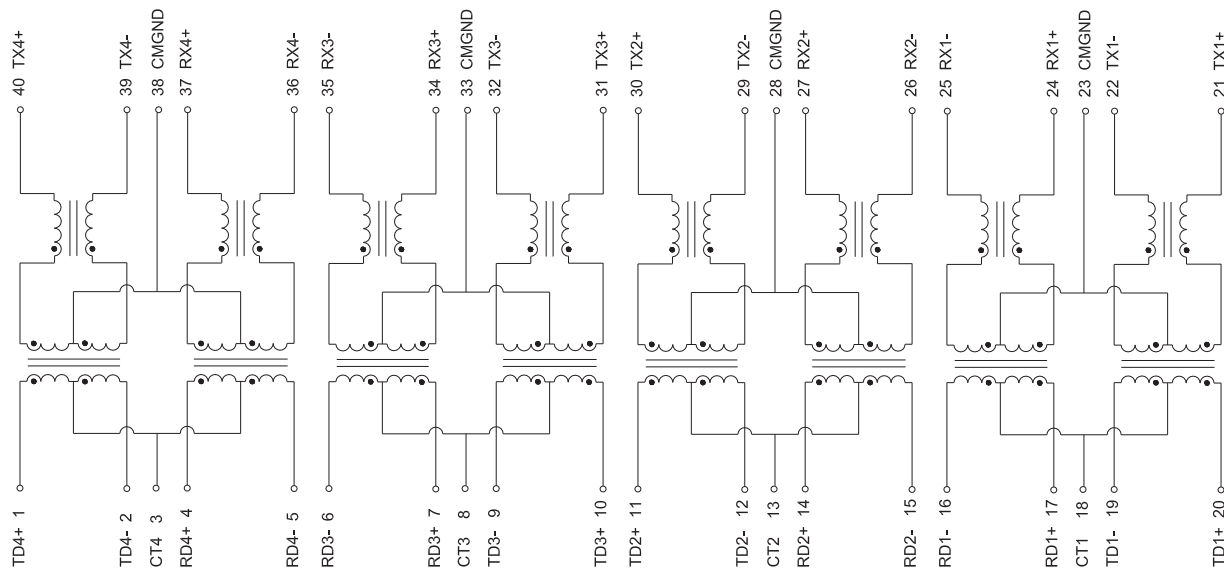 40 TX4+
39 TX4-
38 CMGND
37 RX4+
36 RX4-
35 RX3-
34 RX3+
33 CMGND
32 TX3-
31 TX3+
30 TX2+
29 TX2-
28 CMGND
27 RX2+
26 RX2-
25 RX1-
24 RX1+
23 CMGND
22 TX1-
21 TX1+
TD4+ 1
TD4- 2
CT4 3
RD4+ 4
RD4- 5
RD3- 6
RD3+ 7
CT3 8
TD3- 9
TD3+ 10
TD2+ 11
TD2- 12
CT2 13
RD2+ 14
RD2- 15
RD1- 16
RD1+ 17
CT1 18
TD1- 19
TD1+ 20